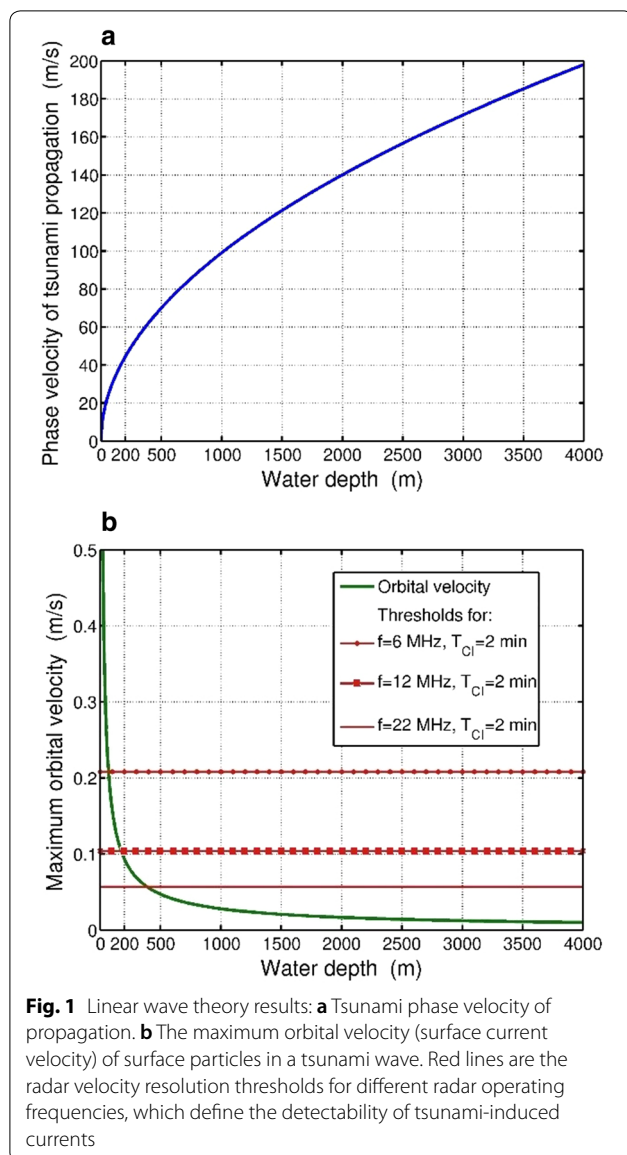 a
Phase velocity of tsunami propagation (m/s)
200
180
160
140
120
100
80
60
40
20
0
0 200 500 1000 1500 2000 2500 3000 3500 4000
Water depth (m)
b
Maximum orbital velocity (m/s)
0.5
0.4
0.3
0.2
0.1
0
Orbital velocity
Thresholds for:
f=6 MHz, T_CI=2 min
f=12 MHz, T_CI=2 min
f=22 MHz, T_CI=2 min
0 200 500 1000 1500 2000 2500 3000 3500 4000
Water depth (m)
Fig. 1 Linear wave theory results: a Tsunami phase velocity of
propagation. b The maximum orbital velocity (surface current
velocity) of surface particles in a tsunami wave. Red lines are the
radar velocity resolution thresholds for different radar operating
frequencies, which define the detectability of tsunami-induced
currents